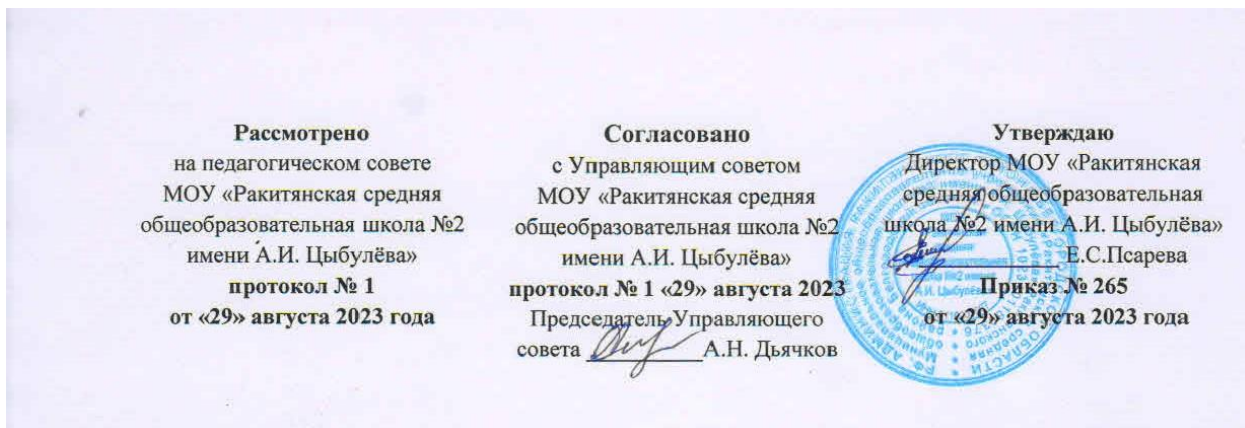 Рассмотрено
на педагогическом совете
МОУ «Ракитянская средняя
общеобразовательная школа №2
имени А.И. Цыбулёва»
протокол № 1
от «29» августа 2023 года
Согласовано
с Управляющим советом
МОУ «Ракитянская средняя
общеобразовательная школа №2
имени А.И. Цыбулёва»
протокол № 1 «29» августа 2023
Председатель Управляющего
совета ____________А.Н. Дьячков
Утверждаю
Директор МОУ «Ракитянская
средняя общеобразовательная
школа №2 имени А.И. Цыбулёва»
_______________Е.С.Псарева
Приказ № 265
от «29» августа 2023 года